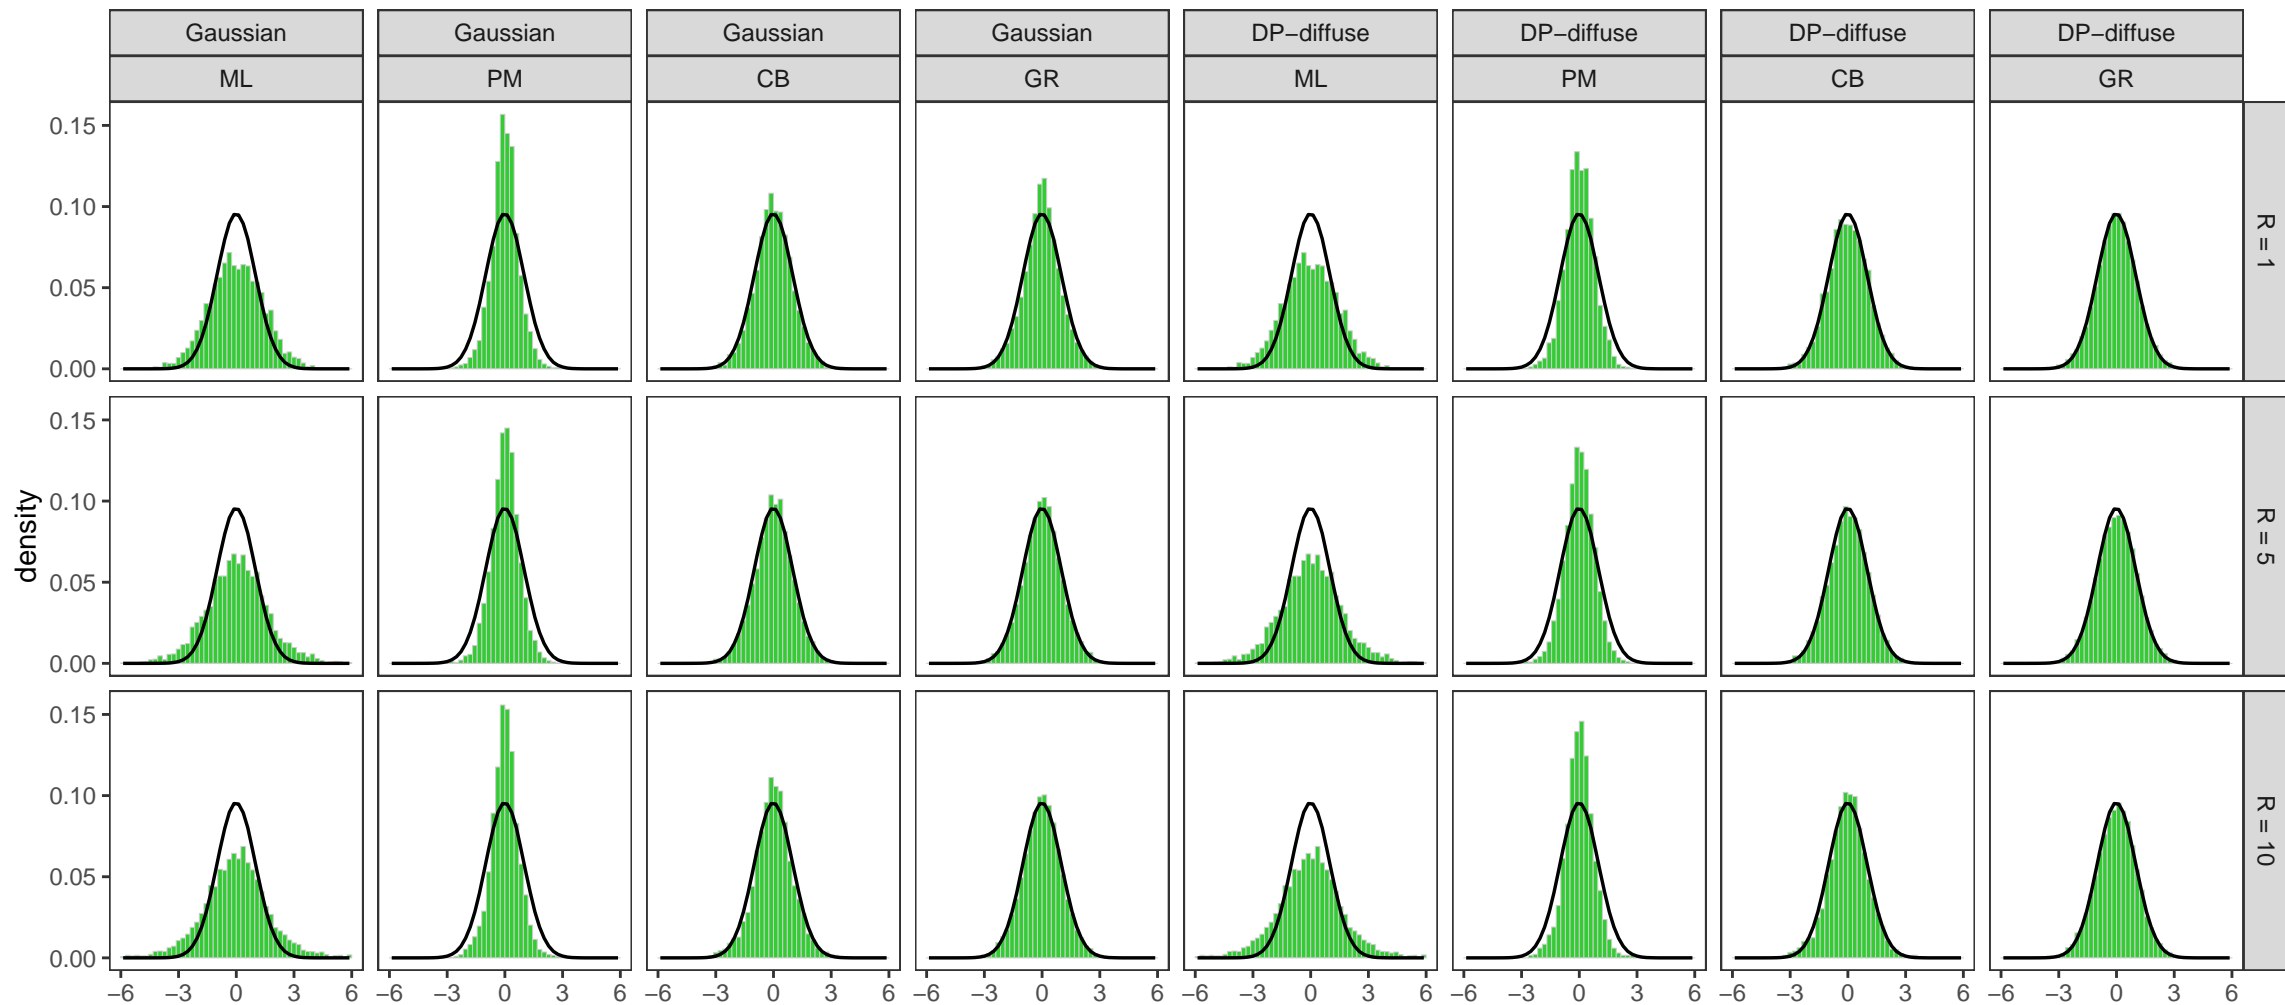 Gaussian Gaussian Gaussian Gaussian DP−diffuse DP−diffuse DP−diffuse DP−diffuse
ML PM CB GR ML PM CB GR
0.15
0.10
0.05
0.00
R = 1
density
0.15
0.10
0.05
0.00
R = 5
0.15
0.10
0.05
0.00
R = 10
−6 −3 0 3 6 −6 −3 0 3 6 −6 −3 0 3 6 −6 −3 0 3 6 −6 −3 0 3 6 −6 −3 0 3 6 −6 −3 0 3 6 −6 −3 0 3 6